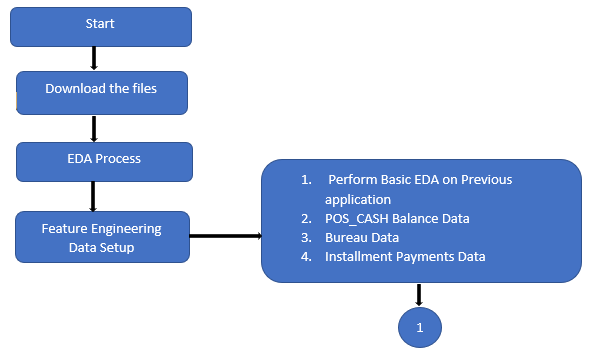 Start
Download the files
EDA Process
Feature Engineering
Data Setup
1. Perform Basic EDA on Previous
application
2. POS_CASH Balance Data
3. Bureau Data
4. Installment Payments Data
1